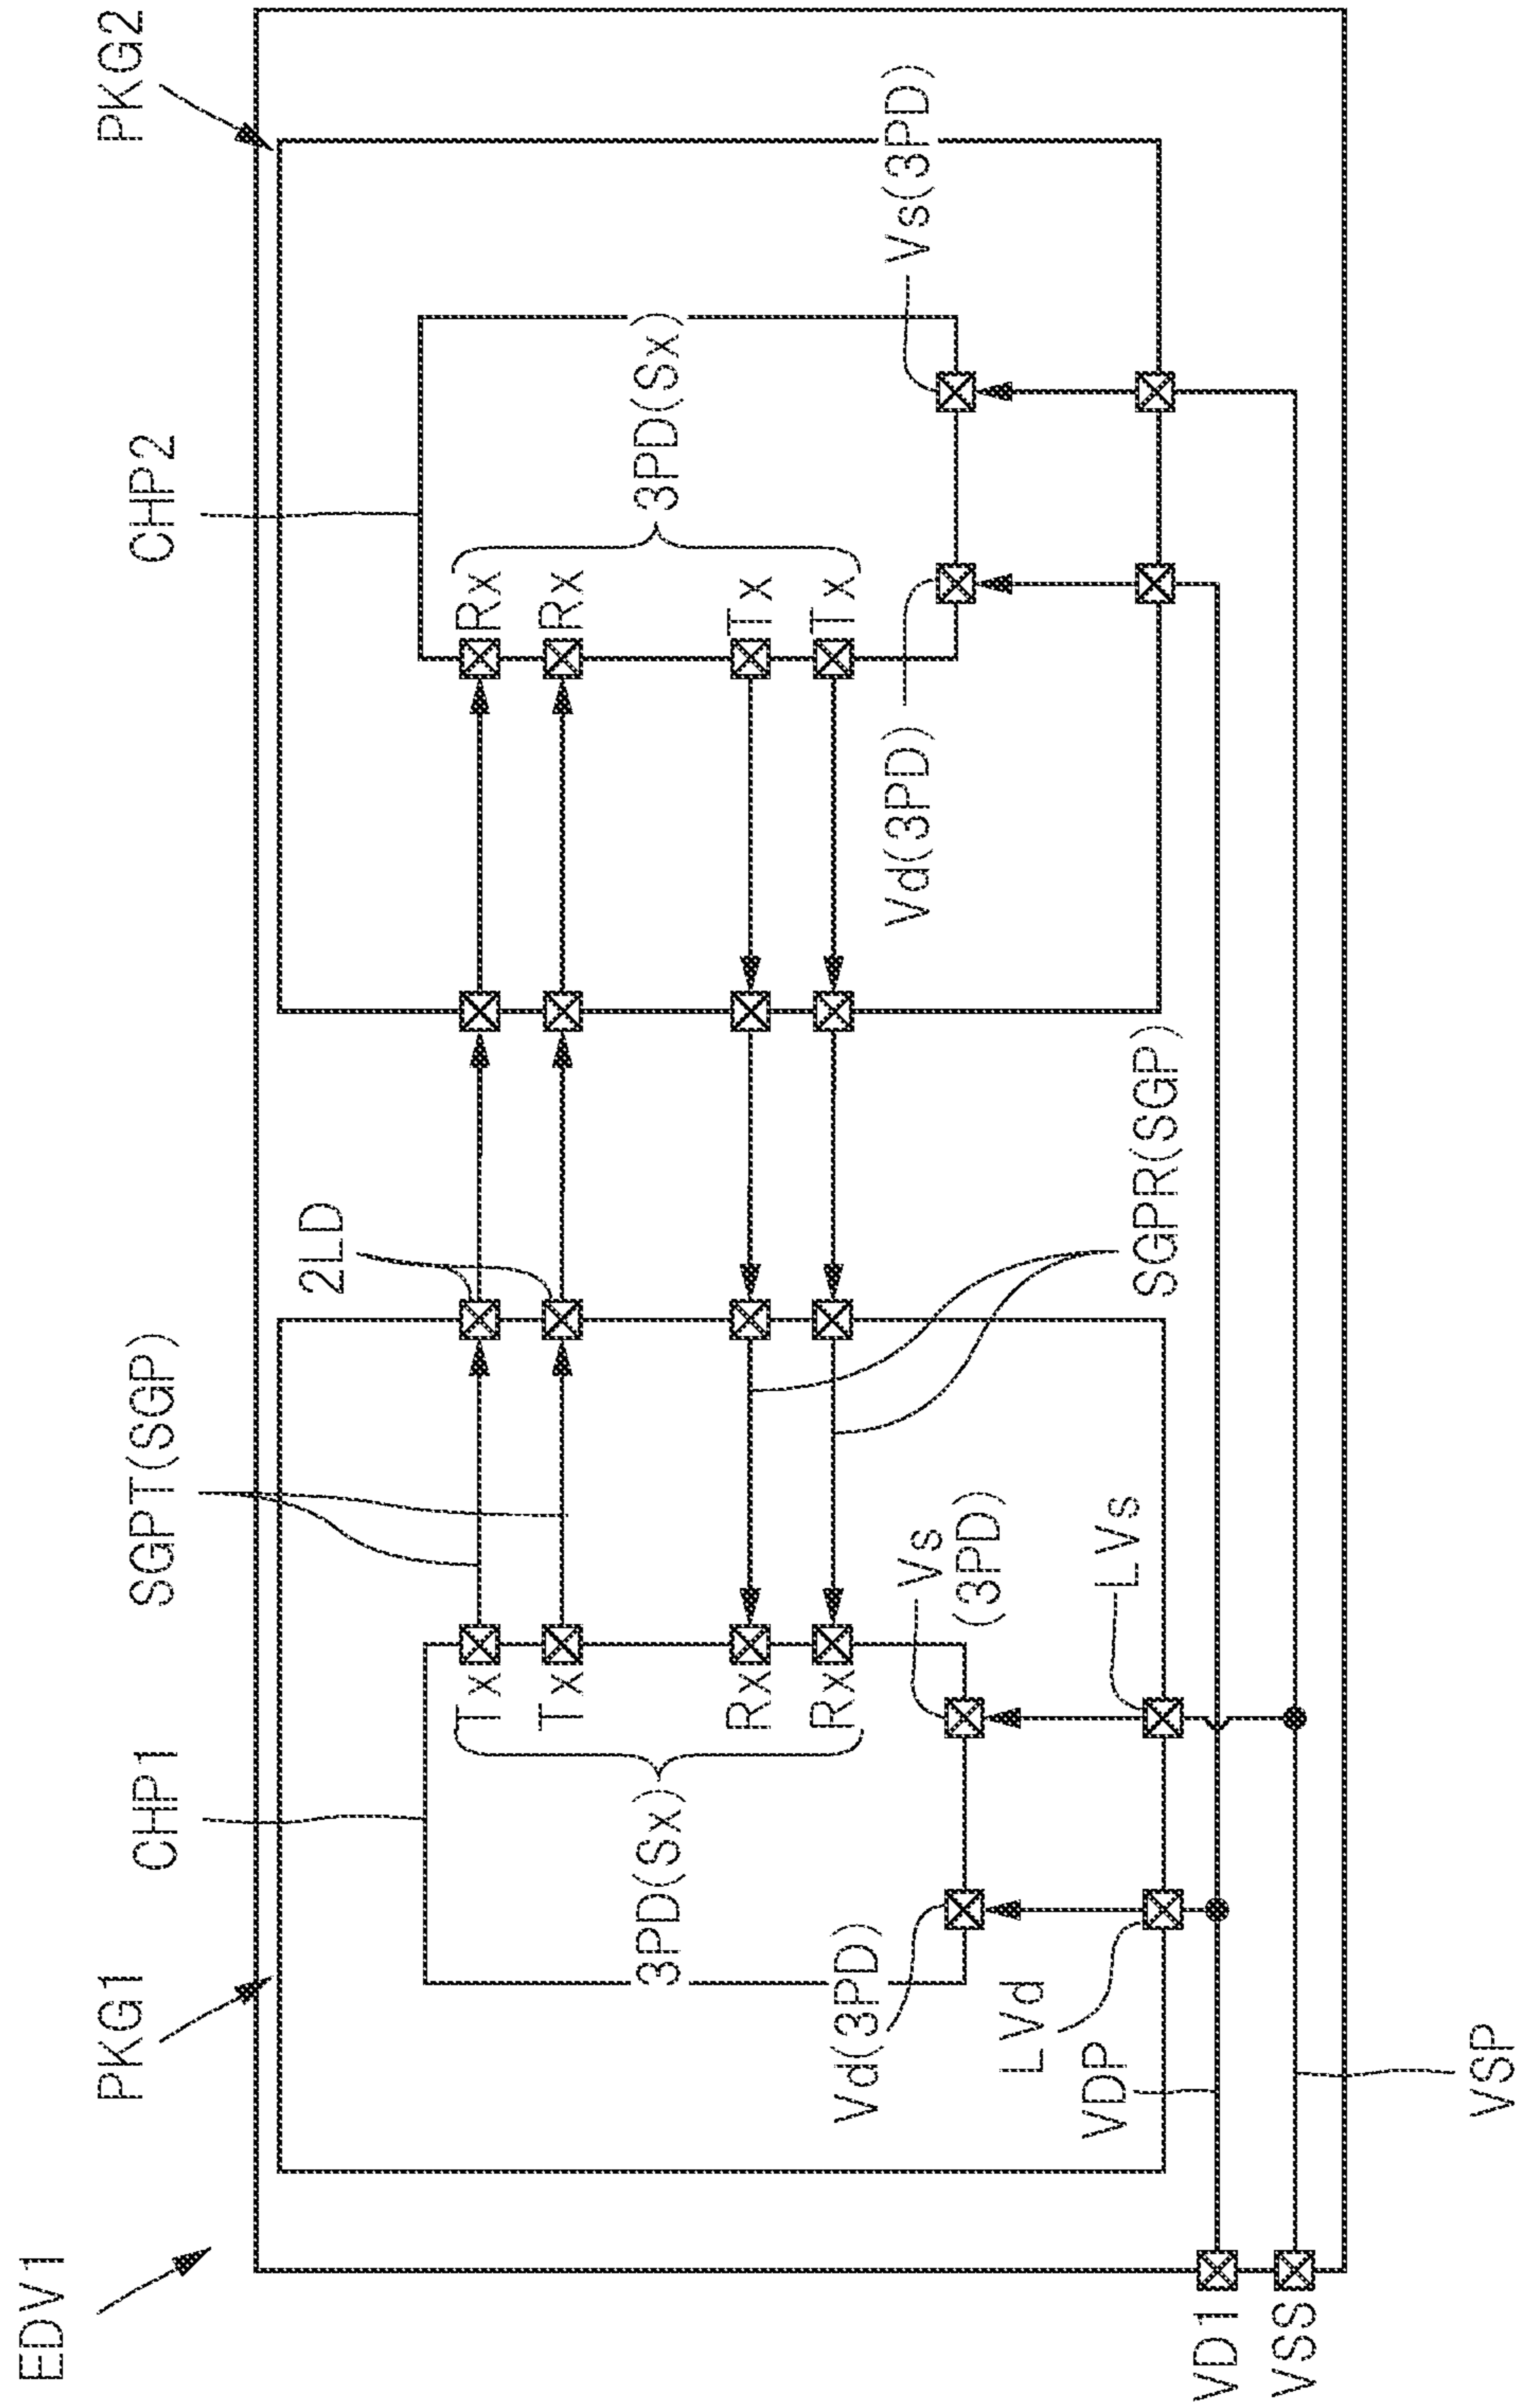 EDV1
PKG1
CHP1
SGPT(SGP)
2LD
CHP2
PKG2
Tx
Tx
Rx
Rx
3PD(Sx)
Rx
Rx
Tx
Tx
3PD(Sx)
Vd(3PD)
Vs
(3PD)
LVd
LVs
VDP
SGPR(SGP)
Vd(3PD)
Vs(3PD)
VD1
VSS
VSP